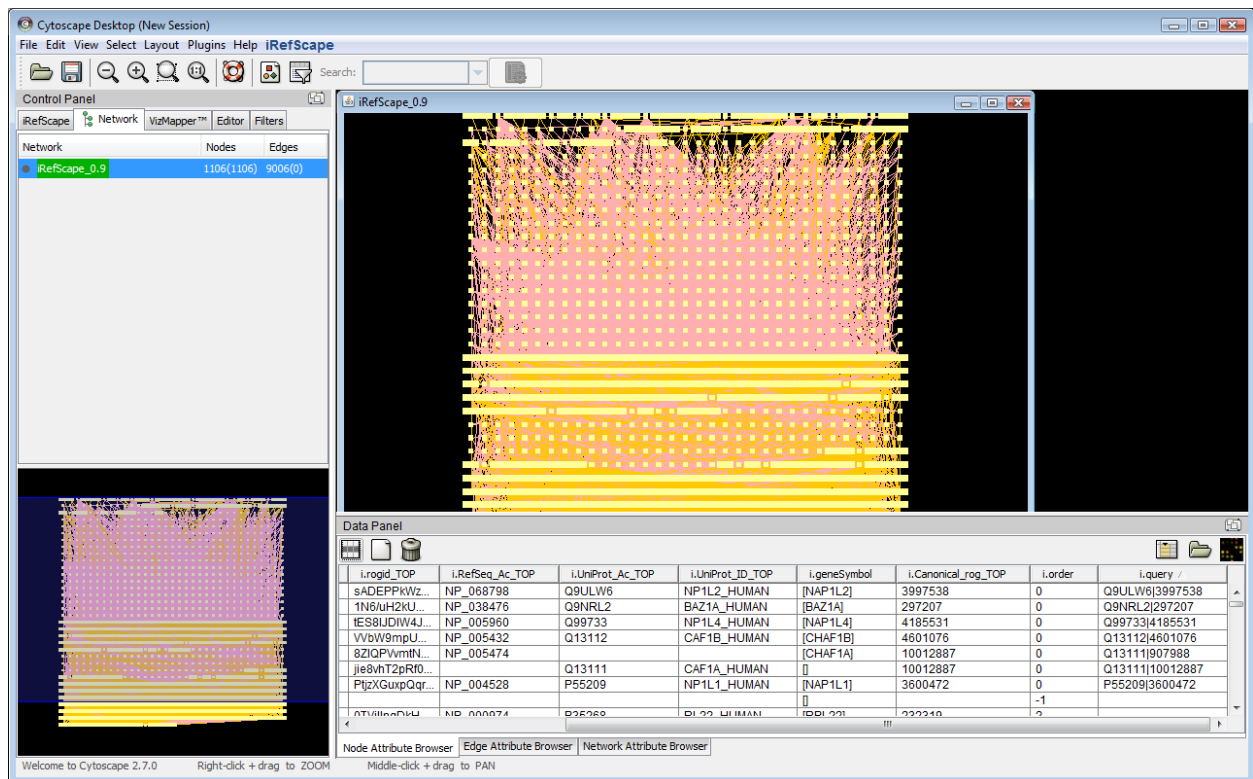 Cytoscape Desktop (New Session)
File Edit View Select Layout Plugins Help iRefScape
Search:
Control Panel
iRefScape Network VizMapper™ Editor Filters
Network Nodes Edges
iRefScape_0.9 1106(1106) 9006(0)
iRefScape_0.9
Data Panel
i.rogid_TOP i.RefSeq_Ac_TOP i.UniProt_Ac_TOP i.UniProt_ID_TOP i.geneSymbol i.Canonical_rog_TOP i.order i.query
sADEPPkWz... NP_068798 Q9ULW6 NP1L2_HUMAN [NAP1L2] 3997538 0 Q9ULW6|3997538
1N6/uH2kU... NP_038476 Q9NRL2 BAZ1A_HUMAN [BAZ1A] 297207 0 Q9NRL2|297207
tES8IJDIW4J... NP_005960 Q99733 NP1L4_HUMAN [NAP1L4] 4185531 0 Q99733|4185531
VVbW9mpU... NP_005432 Q13112 CAF1B_HUMAN [CHAF1B] 4601076 0 Q13112|4601076
8ZIQPVvmtN... NP_005474 [CHAF1A] 10012887 0 Q13111|907988
jie8vhT2pRf0... Q13111 CAF1A_HUMAN [] 10012887 0 Q13111|10012887
PtjzXGuxpQqr... NP_004528 P55209 NP1L1_HUMAN [NAP1L1] 3600472 0 P55209|3600472
[] -1
NP_000974 P35268 RL22_HUMAN [RPL22] 232319 2
Node Attribute Browser Edge Attribute Browser Network Attribute Browser
Welcome to Cytoscape 2.7.0 Right-click + drag to ZOOM Middle-click + drag to PAN